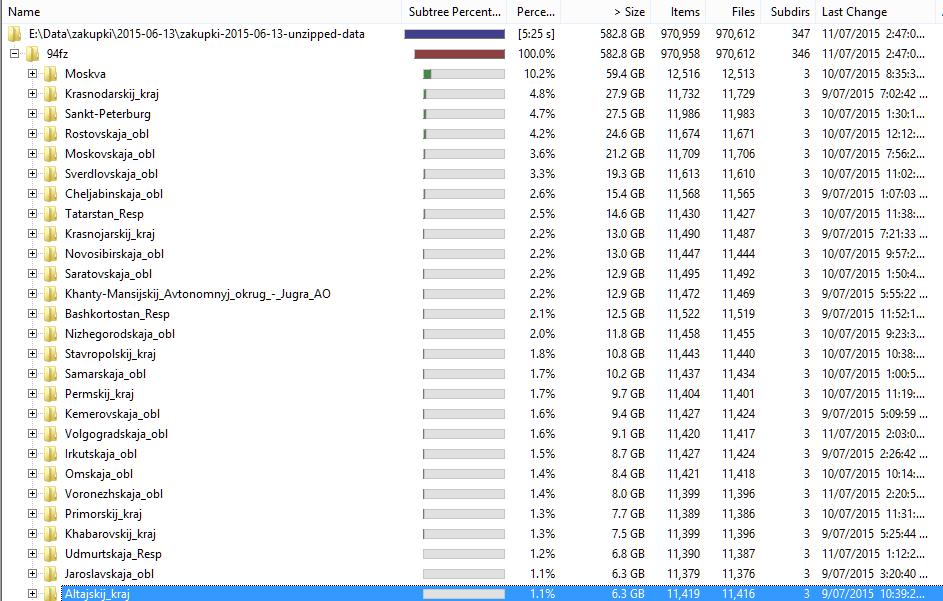 Name Subtree Percent... Perce... > Size Items Files Subdirs Last Change
E:\Data\zakupki\2015-06-13\zakupki-2015-06-13-unzipped-data [5:25 s] 582.8 GB 970,959 970,612 347 11/07/2015 2:47:0...
94fz 100.0% 582.8 GB 970,958 970,612 346 11/07/2015 2:47:0...
Moskva 10.2% 59.4 GB 12,516 12,513 3 10/07/2015 8:35:3...
Krasnodarskij_kraj 4.8% 27.9 GB 11,732 11,729 3 9/07/2015 7:02:42 ...
Sankt-Peterburg 4.7% 27.5 GB 11,986 11,983 3 10/07/2015 1:30:1...
Rostovskaja_obl 4.2% 24.6 GB 11,674 11,671 3 10/07/2015 12:12:...
Moskovskaja_obl 3.6% 21.2 GB 11,709 11,706 3 10/07/2015 7:56:2...
Sverdlovskaja_obl 3.3% 19.3 GB 11,613 11,610 3 10/07/2015 11:02:...
Cheljabinskaja_obl 2.6% 15.4 GB 11,568 11,565 3 9/07/2015 1:07:03 ...
Tatarstan_Resp 2.5% 14.6 GB 11,430 11,427 3 10/07/2015 11:38:...
Krasnojarskij_kraj 2.2% 13.0 GB 11,490 11,487 3 9/07/2015 7:21:33 ...
Novosibirskaja_obl 2.2% 13.0 GB 11,447 11,444 3 10/07/2015 9:57:2...
Saratovskaja_obl 2.2% 12.9 GB 11,495 11,492 3 10/07/2015 1:50:4...
Khanty-Mansijskij_Avtonomnyj_okrug_-_Jugra_AO 2.2% 12.9 GB 11,472 11,469 3 9/07/2015 5:55:22 ...
Bashkortostan_Resp 2.1% 12.5 GB 11,522 11,519 3 9/07/2015 11:52:1...
Nizhegorodskaja_obl 2.0% 11.8 GB 11,458 11,455 3 10/07/2015 9:23:3...
Stavropolskij_kraj 1.8% 10.8 GB 11,443 11,440 3 10/07/2015 10:38:...
Samarskaja_obl 1.7% 10.2 GB 11,437 11,434 3 10/07/2015 1:00:5...
Permskij_kraj 1.7% 9.7 GB 11,404 11,401 3 10/07/2015 11:19:...
Kemerovskaja_obl 1.6% 9.4 GB 11,427 11,424 3 9/07/2015 5:09:59 ...
Volgogradskaja_obl 1.6% 9.1 GB 11,420 11,417 3 11/07/2015 2:03:0...
Irkutskaja_obl 1.5% 8.7 GB 11,427 11,424 3 9/07/2015 2:26:42 ...
Omskaja_obl 1.4% 8.4 GB 11,421 11,418 3 10/07/2015 10:14:...
Voronezhskaja_obl 1.4% 8.0 GB 11,399 11,396 3 11/07/2015 2:20:5...
Primorskij_kraj 1.3% 7.7 GB 11,389 11,386 3 10/07/2015 11:31:...
Khabarovskij_kraj 1.3% 7.5 GB 11,399 11,396 3 9/07/2015 5:25:44 ...
Udmurtskaja_Resp 1.2% 6.8 GB 11,390 11,387 3 11/07/2015 1:12:2...
Jaroslavskaja_obl 1.1% 6.3 GB 11,379 11,376 3 9/07/2015 3:20:40 ...
Altajskij_kraj 1.1% 6.3 GB 11,419 11,416 3 9/07/2015 10:39:2...